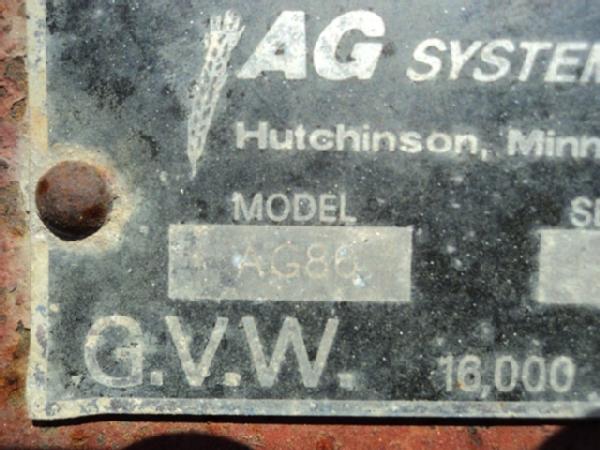 AG SYSTEM
Hutchinson, Minn
MODEL
AG86
G.V.W. 16,000